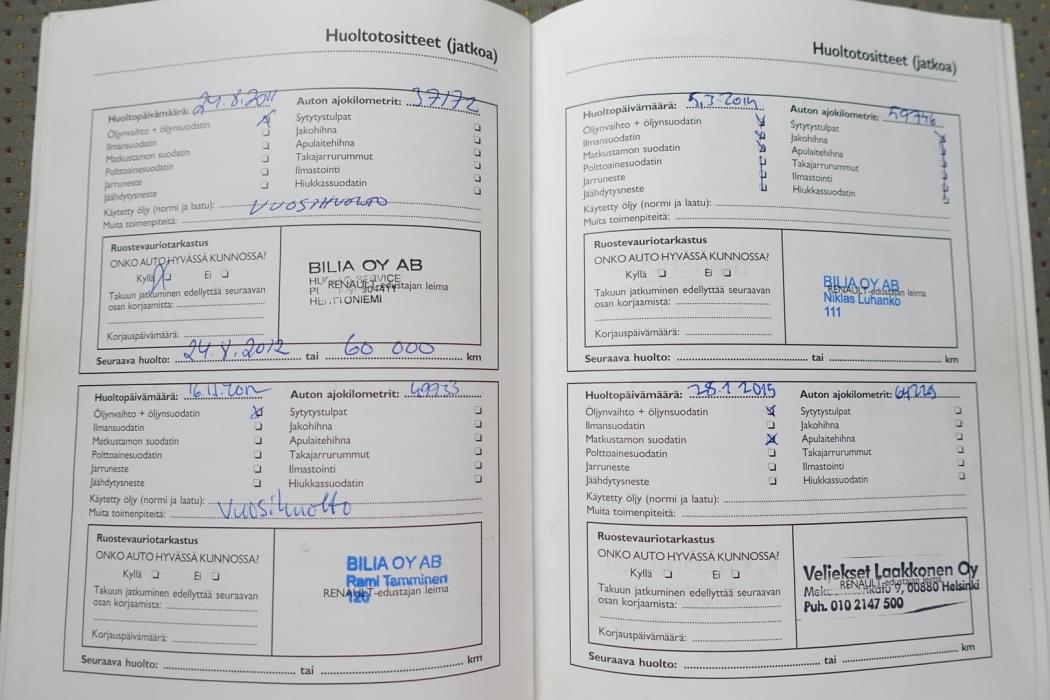 Huoltotositteet (jatkoa)
Huoltopäivämäärä: 24.8.2011 Auton ajokilometrit: 37172
Öljynvaihto + öljynsuodatin Sytytystulpat
Ilmansuodatin Jakohihna
Matkustamon suodatin Apulaitehihna
Polttoainesuodatin Takajarrurummut
Jarruneste Ilmastointi
Jäähdytysneste Hiukkassuodatin
Käytetty öljy (normi ja laatu): VUOSIHUOLTO
Muita toimenpiteitä:
Ruostevauriotarkastus
ONKO AUTO HYVÄSSÄ KUNNOSSA?
Kyllä Ei
Takuun jatkuminen edellyttää seuraavan
osan korjaamista:
Korjauspäivämäärä:
BILIA OY AB
RENAULT-edustajan leima
Seuraava huolto: 24.8.2012 tai 60 000 km
Huoltopäivämäärä: 16.11.2012 Auton ajokilometrit: 49933
Öljynvaihto + öljynsuodatin Sytytystulpat
Ilmansuodatin Jakohihna
Matkustamon suodatin Apulaitehihna
Polttoainesuodatin Takajarrurummut
Jarruneste Ilmastointi
Jäähdytysneste Hiukkassuodatin
Käytetty öljy (normi ja laatu):
Muita toimenpiteitä: Vuosihuolto
Ruostevauriotarkastus
ONKO AUTO HYVÄSSÄ KUNNOSSA?
Kyllä Ei
Takuun jatkuminen edellyttää seuraavan
osan korjaamista:
Korjauspäivämäärä:
BILIA OY AB
Rami Tamminen
120
RENAULT-edustajan leima
Seuraava huolto: tai km
Huoltotositteet (jatkoa)
Huoltopäivämäärä: 5.3.2014 Auton ajokilometrit: 59746
Öljynvaihto + öljynsuodatin Sytytystulpat
Ilmansuodatin Jakohihna
Matkustamon suodatin Apulaitehihna
Polttoainesuodatin Takajarrurummut
Jarruneste Ilmastointi
Jäähdytysneste Hiukkassuodatin
Käytetty öljy (normi ja laatu):
Muita toimenpiteitä:
Ruostevauriotarkastus
ONKO AUTO HYVÄSSÄ KUNNOSSA?
Kyllä Ei
Takuun jatkuminen edellyttää seuraavan
osan korjaamista:
Korjauspäivämäärä:
BILIA OY AB
RENAULT-edustajan leima
Niklas Luhanko
111
Seuraava huolto: tai km
Huoltopäivämäärä: 28.1 2015 Auton ajokilometrit: 64225
Öljynvaihto + öljynsuodatin Sytytystulpat
Ilmansuodatin Jakohihna
Matkustamon suodatin Apulaitehihna
Polttoainesuodatin Takajarrurummut
Jarruneste Ilmastointi
Jäähdytysneste Hiukkassuodatin
Käytetty öljy (normi ja laatu):
Muita toimenpiteitä:
Ruostevauriotarkastus
ONKO AUTO HYVÄSSÄ KUNNOSSA?
Kyllä Ei
Takuun jatkuminen edellyttää seuraavan
osan korjaamista:
Korjauspäivämäärä:
Veljekset Laakkonen Oy
RENAULT-edustajan leima
9, 00880 Helsinki
Puh. 010 2147 500
Seuraava huolto: tai km